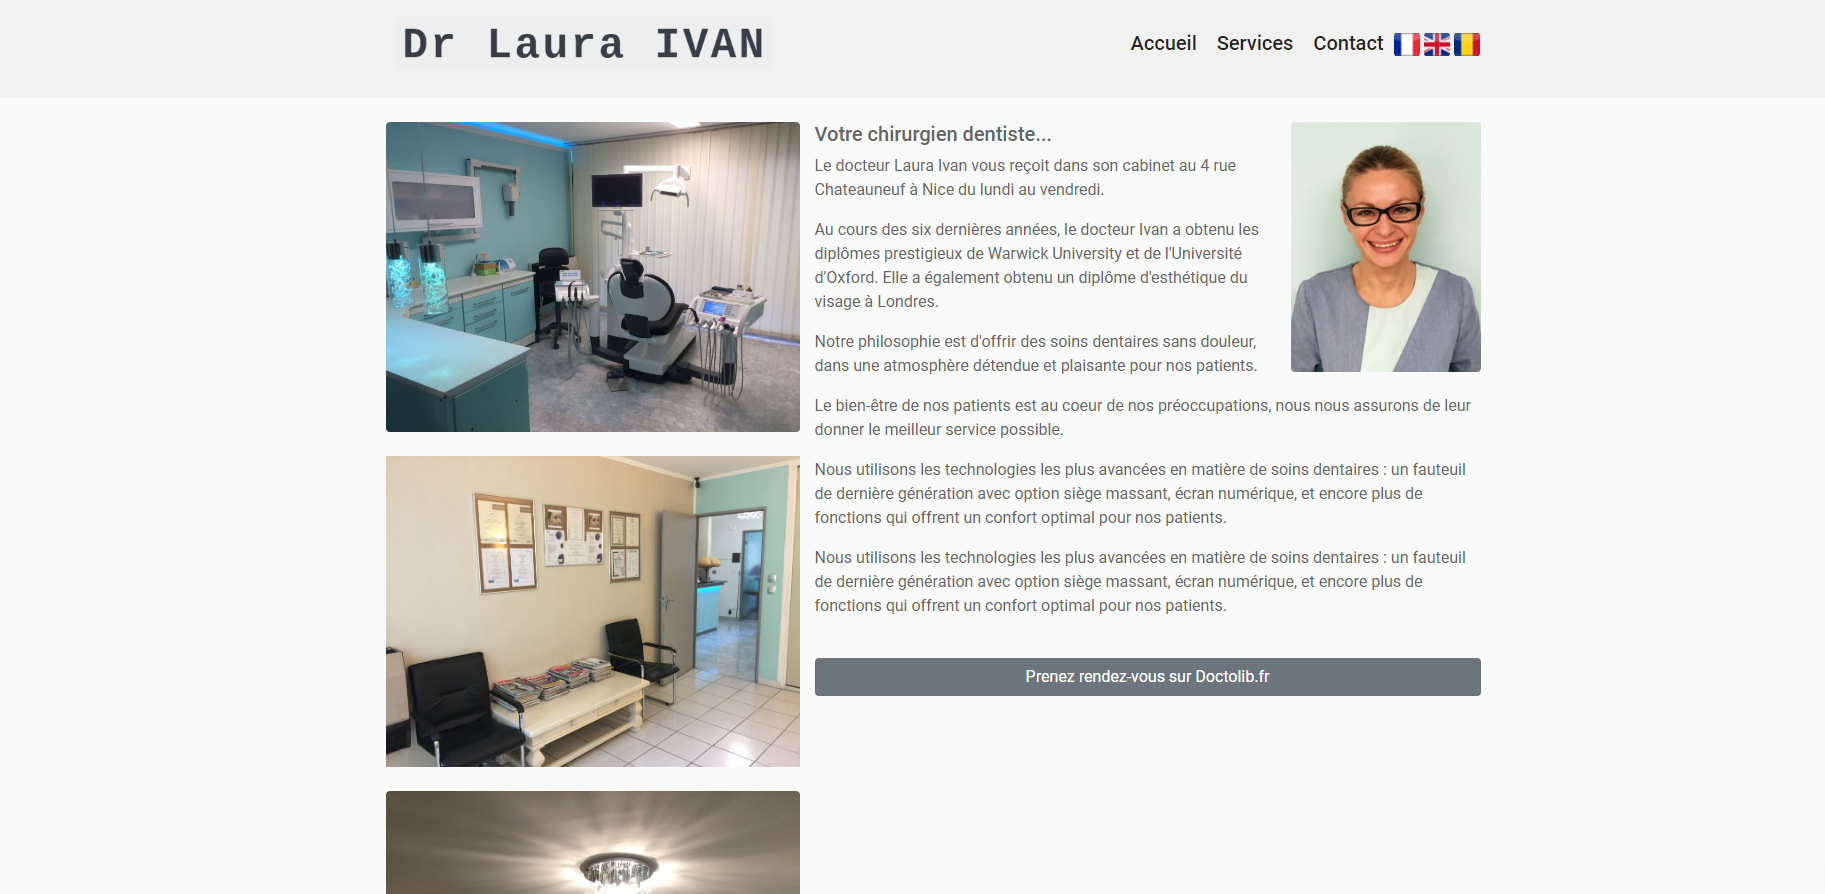 Dr Laura IVAN
Accueil Services Contact
Votre chirurgien dentiste...
Le docteur Laura Ivan vous reçoit dans son cabinet au 4 rue
Chateauneuf à Nice du lundi au vendredi.
Au cours des six dernières années, le docteur Ivan a obtenu les
diplômes prestigieux de Warwick University et de l'Université
d'Oxford. Elle a également obtenu un diplôme d'esthétique du
visage à Londres.
Notre philosophie est d'offrir des soins dentaires sans douleur,
dans une atmosphère détendue et plaisante pour nos patients.
Le bien-être de nos patients est au coeur de nos préoccupations, nous nous assurons de leur
donner le meilleur service possible.
Nous utilisons les technologies les plus avancées en matière de soins dentaires : un fauteuil
de dernière génération avec option siège massant, écran numérique, et encore plus de
fonctions qui offrent un confort optimal pour nos patients.
Nous utilisons les technologies les plus avancées en matière de soins dentaires : un fauteuil
de dernière génération avec option siège massant, écran numérique, et encore plus de
fonctions qui offrent un confort optimal pour nos patients.
Prenez rendez-vous sur Doctolib.fr